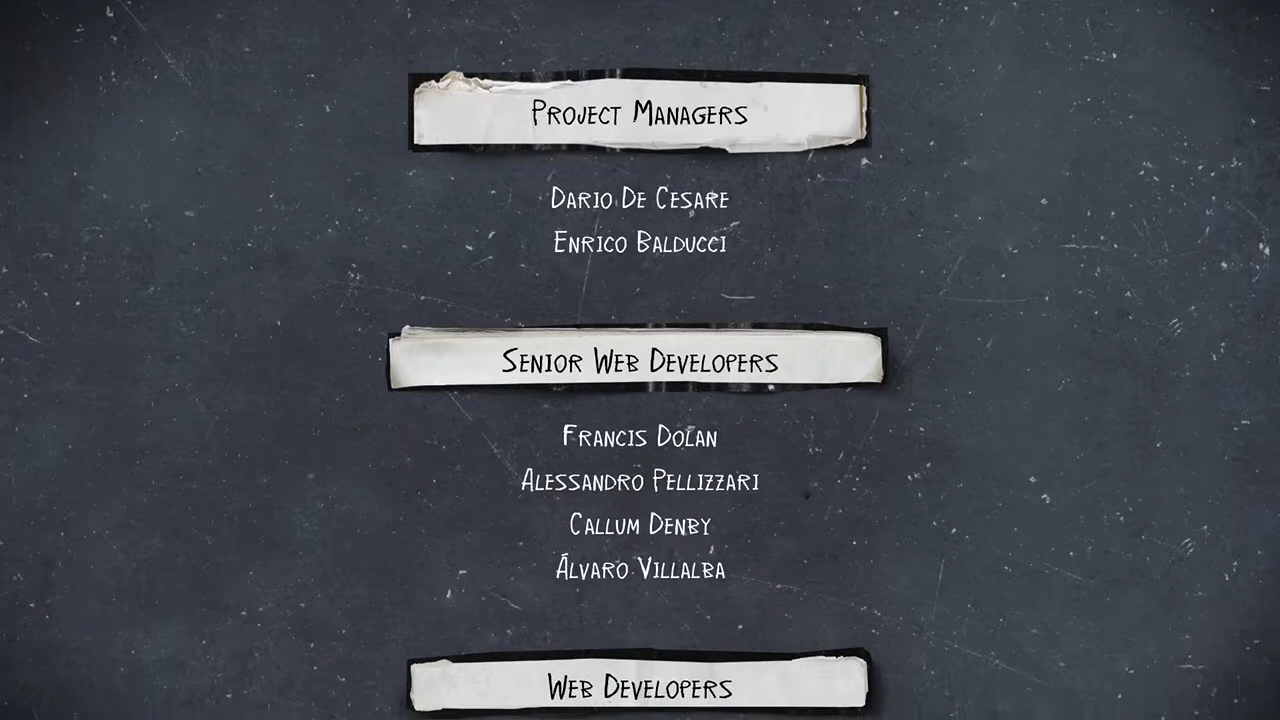 Project Managers
Dario De Cesare
Enrico Balducci
Senior Web Developers
Francis Dolan
Alessandro Pellizzari
Callum Denby
Álvaro Villalba
Web Developers